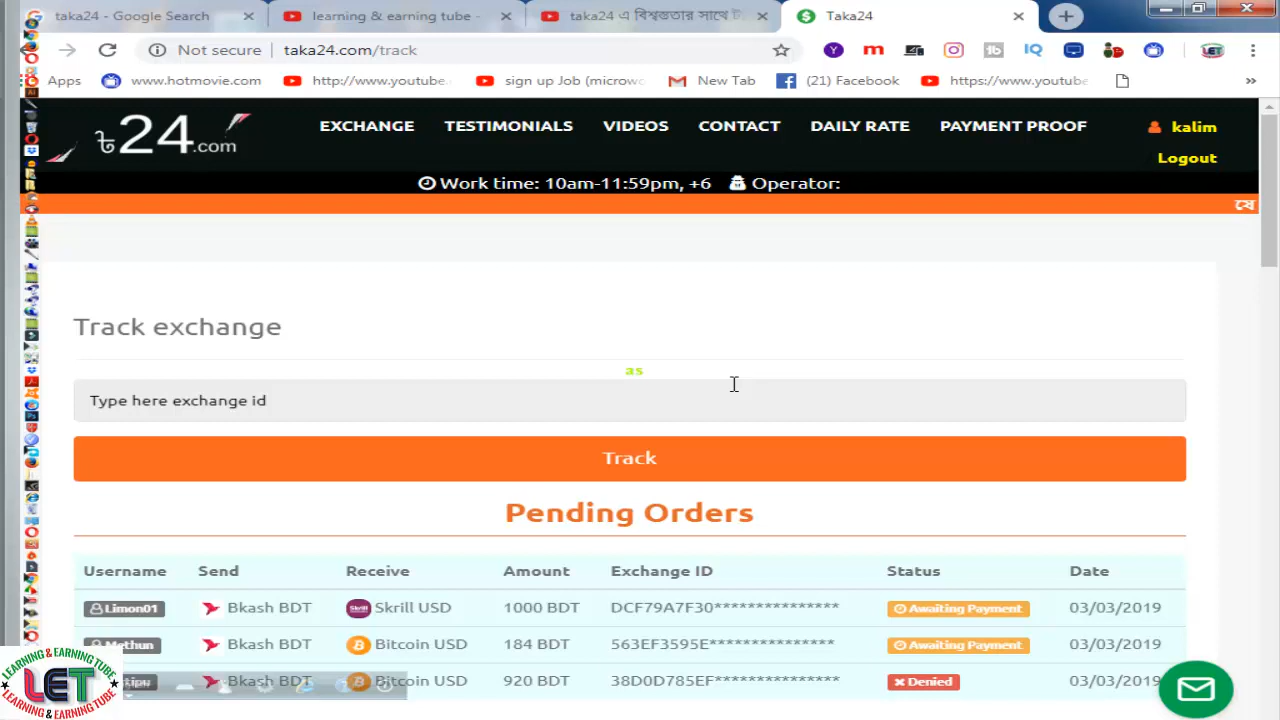 taka24 - Google Search
learning & earning tube -
taka24 এ বিশ্বস্ততার সাথে
Taka24
Not secure
taka24.com/track
Apps
www.hotmovie.com
http://www.youtube.
sign up Job (microwo
New Tab
(21) Facebook
https://www.youtube
»
৳24.com
EXCHANGE TESTIMONIALS VIDEOS CONTACT DAILY RATE PAYMENT PROOF
kalim
Logout
Work time: 10am-11:59pm, +6 Operator:
যে
Track exchange
as
Type here exchange id
Track
Pending Orders
Username Send Receive Amount Exchange ID Status Date
Limon01 Bkash BDT Skrill USD 1000 BDT DCF79A7F30*************** Awaiting Payment 03/03/2019
Methun Bkash BDT Bitcoin USD 184 BDT 563EF3595E*************** Awaiting Payment 03/03/2019
Bkash BDT Bitcoin USD 920 BDT 38D0D785EF*************** Denied 03/03/2019
LEARNING & EARNING TUBE
LET
LEARNING & EARNING TUBE